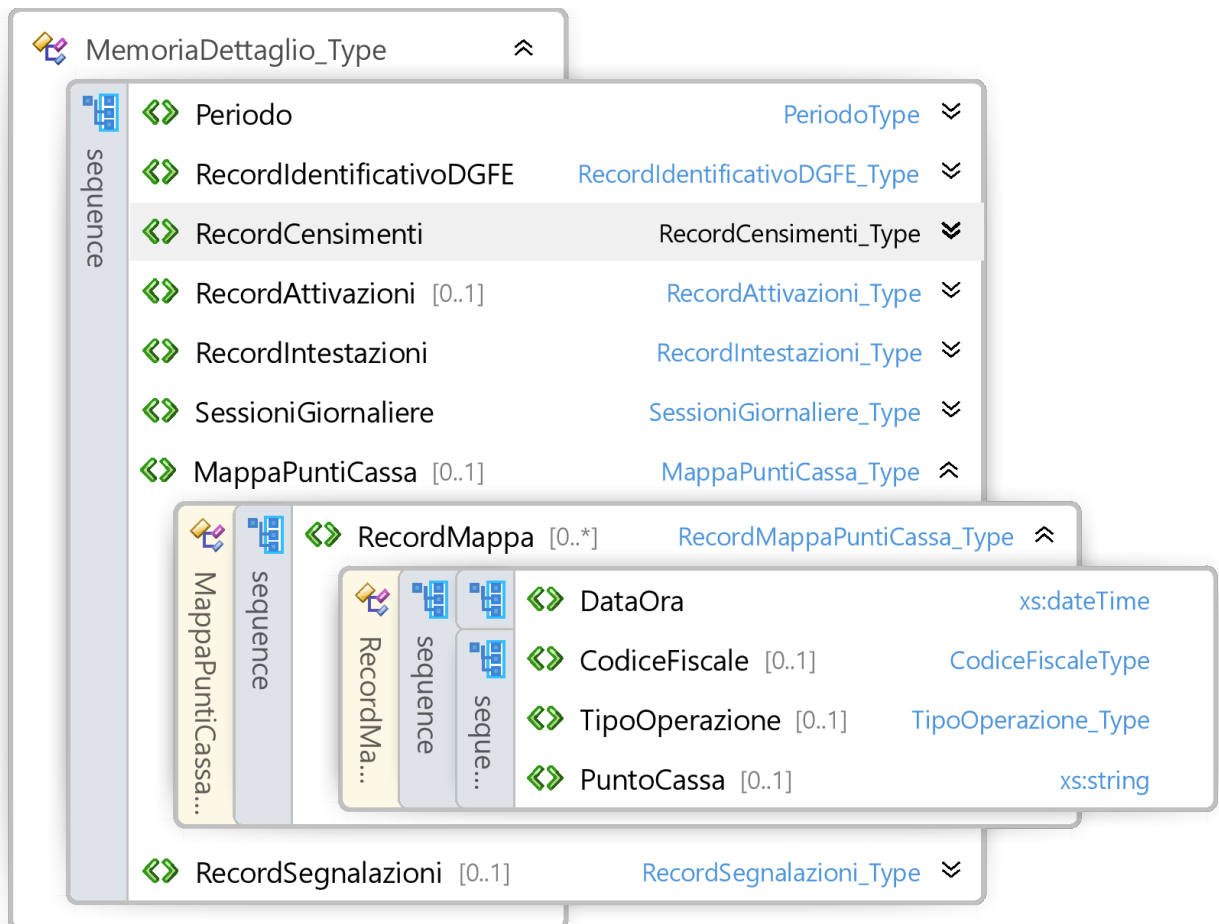 MemoriaDettaglio_Type
sequence
Periodo PeriodoType
RecordIdentificativoDGFE RecordIdentificativoDGFE_Type
RecordCensimenti RecordCensimenti_Type
RecordAttivazioni [0..1] RecordAttivazioni_Type
RecordIntestazioni RecordIntestazioni_Type
SessioniGiornaliere SessioniGiornaliere_Type
MappaPuntiCassa [0..1] MappaPuntiCassa_Type
MappaPuntiCassa...
sequence
RecordMappa [0..*] RecordMappaPuntiCassa_Type
RecordMa...
sequence
seque...
DataOra xs:dateTime
CodiceFiscale [0..1] CodiceFiscaleType
TipoOperazione [0..1] TipoOperazione_Type
PuntoCassa [0..1] xs:string
RecordSegnalazioni [0..1] RecordSegnalazioni_Type